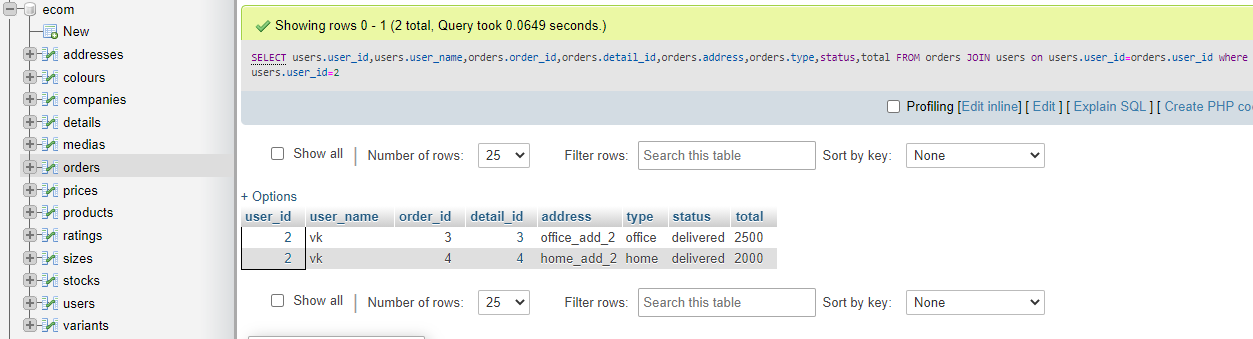 ecom
New
addresses
colours
companies
details
medias
orders
prices
products
ratings
sizes
stocks
users
variants
Showing rows 0 - 1 (2 total, Query took 0.0649 seconds.)
SELECT users.user_id,users.user_name,orders.order_id,orders.detail_id,orders.address,orders.type,status,total FROM orders JOIN users on users.user_id=orders.user_id where
users.user_id=2
Profiling [Edit inline] [ Edit ] [ Explain SQL ] [ Create PHP co
Show all | Number of rows: 25 Filter rows: Search this table Sort by key: None
+ Options
user_id user_name order_id detail_id address type status total
2 vk 3 3 office_add_2 office delivered 2500
2 vk 4 4 home_add_2 home delivered 2000
Show all | Number of rows: 25 Filter rows: Search this table Sort by key: None